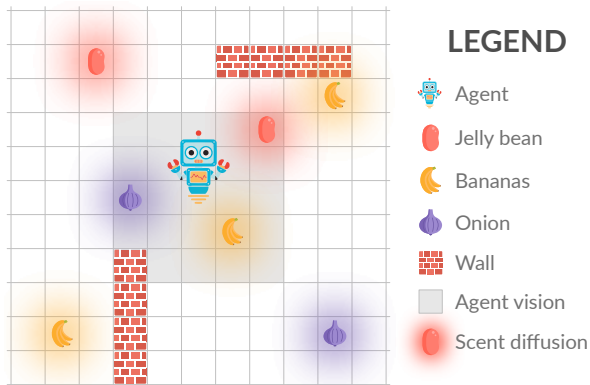 LEGEND
Agent
Jelly bean
Bananas
Onion
Wall
Agent vision
Scent diffusion